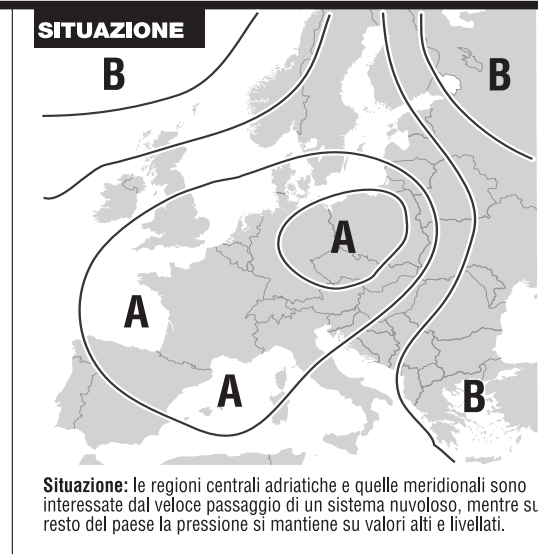 SITUAZIONE
B
B
A
A
A
B
Situazione: le regioni centrali adriatiche e quelle meridionali sono
interessate dal veloce passaggio di un sistema nuvoloso, mentre su
resto del paese la pressione si mantiene su valori alti e livellati.